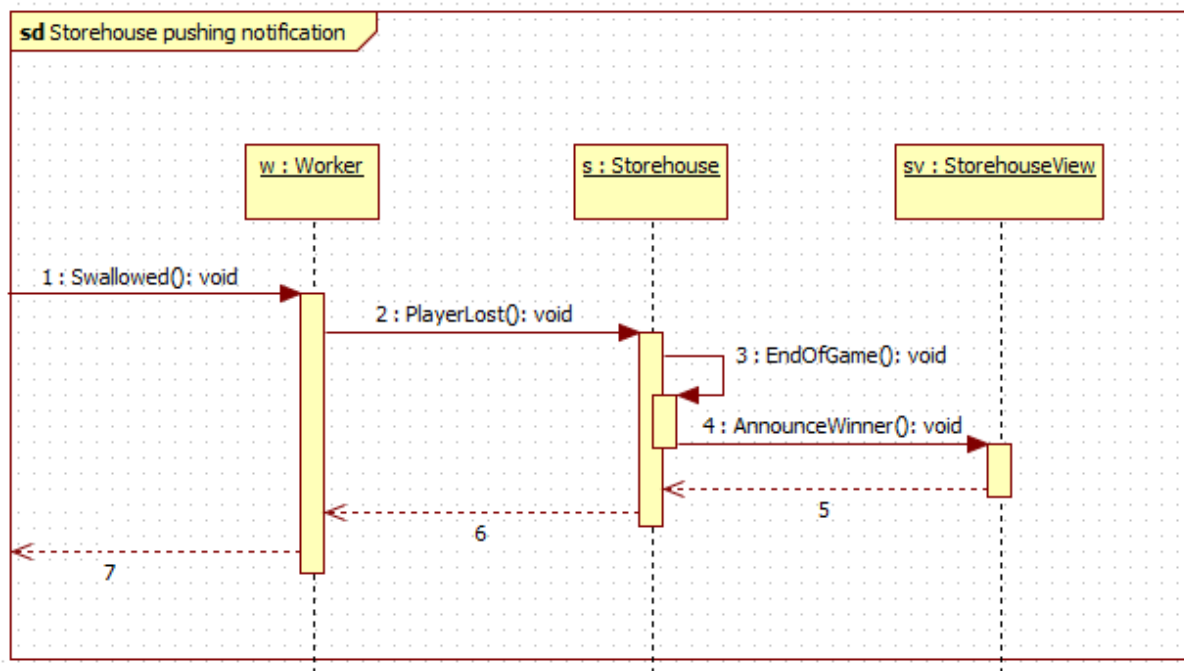 sd Storehouse pushing notification
w : Worker
s : Storehouse
sv : StorehouseView
1 : Swallowed(): void
2 : PlayerLost(): void
3 : EndOfGame(): void
4 : AnnounceWinner(): void
5
6
7